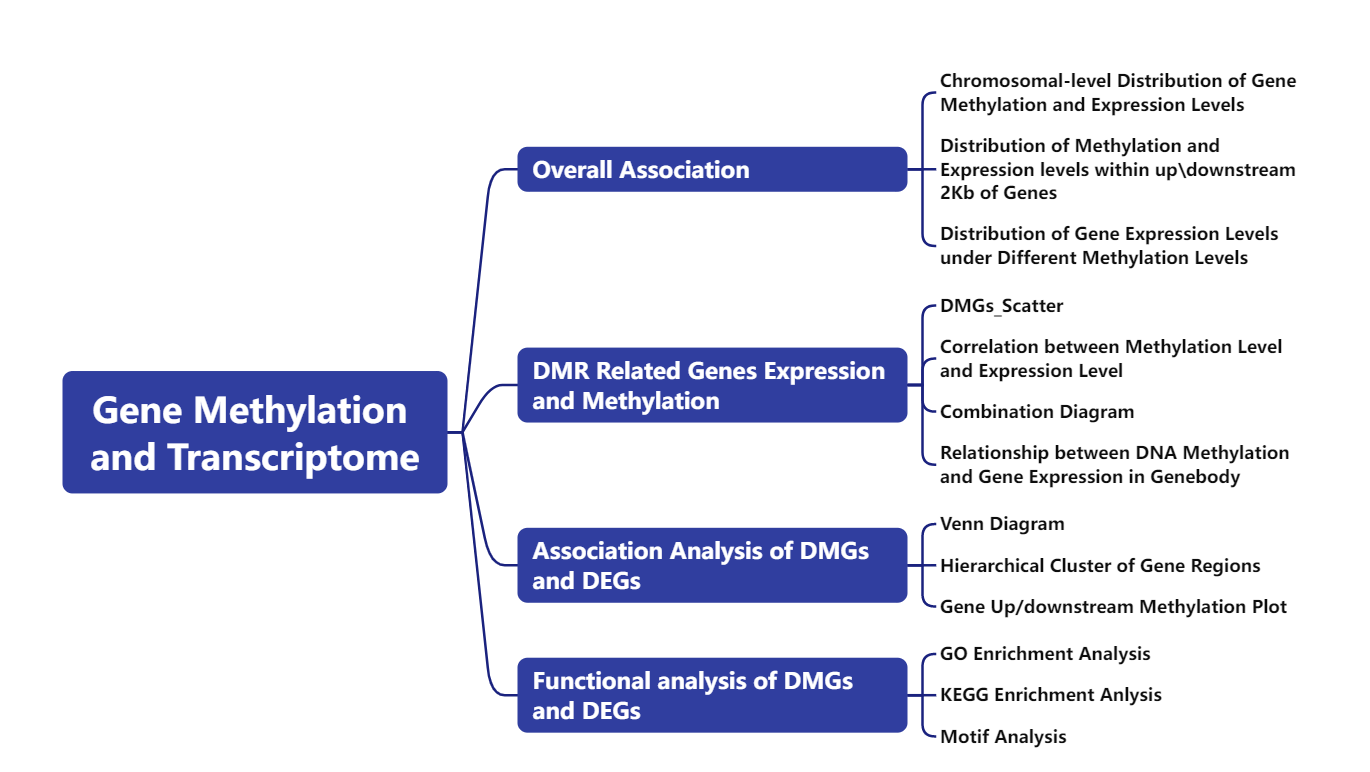 Gene Methylation
and Transcriptome
Overall Association
Chromosomal-level Distribution of Gene
Methylation and Expression Levels
Distribution of Methylation and
Expression levels within up\downstream
2Kb of Genes
Distribution of Gene Expression Levels
under Different Methylation Levels
DMR Related Genes Expression
and Methylation
DMGs_Scatter
Correlation between Methylation Level
and Expression Level
Combination Diagram
Relationship between DNA Methylation
and Gene Expression in Genebody
Association Analysis of DMGs
and DEGs
Venn Diagram
Hierarchical Cluster of Gene Regions
Gene Up/downstream Methylation Plot
Functional analysis of DMGs
and DEGs
GO Enrichment Analysis
KEGG Enrichment Anlysis
Motif Analysis